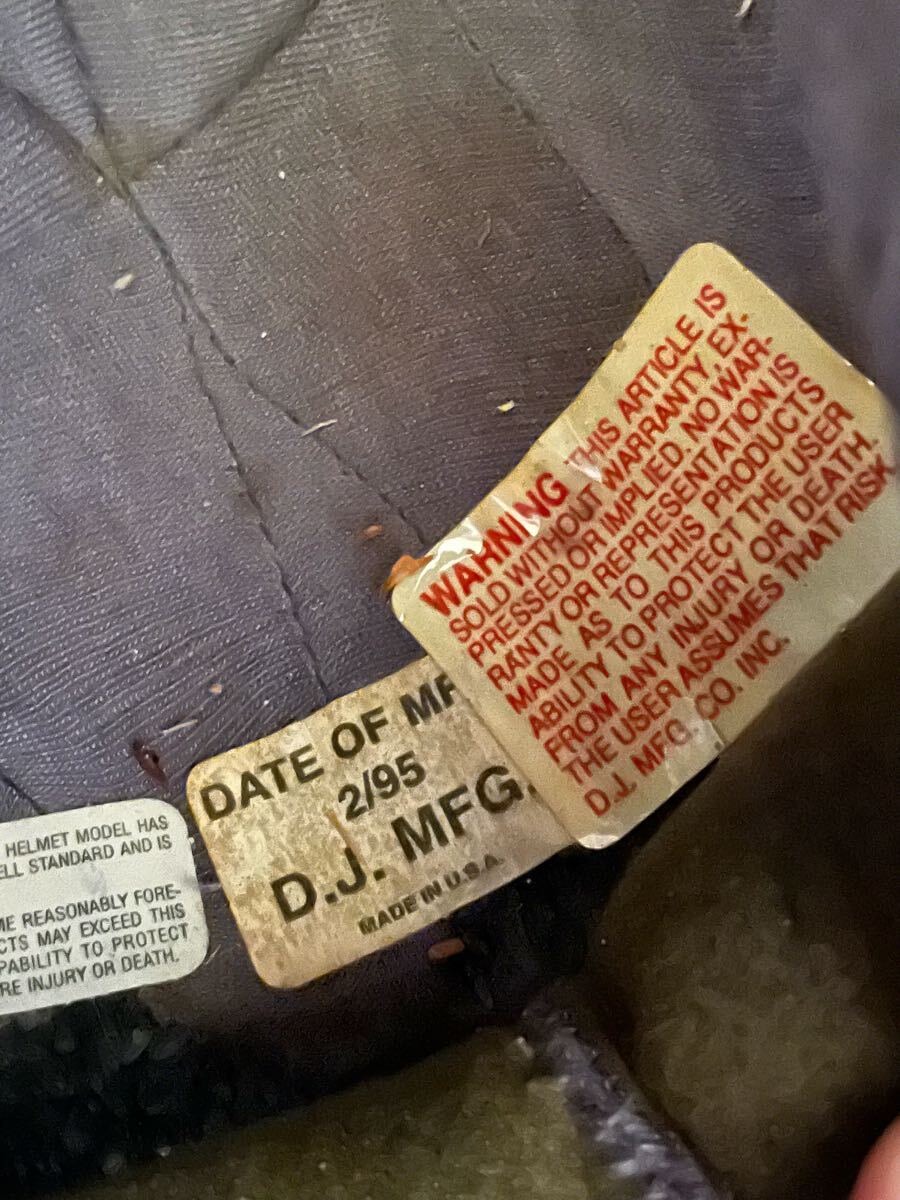 HELMET MODEL HAS
ELL STANDARD AND IS
ME REASONABLY FORE-
CTS MAY EXCEED THIS
PABILITY TO PROTECT
RE INJURY OR DEATH.
DATE OF MF
2/95
D.J. MFG.
MADE IN U.S.A.
WARNING THIS ARTICLE IS
SOLD WITHOUT WARRANTY, EX-
PRESSED OR IMPLIED. NO WAR-
RANTY OR REPRESENTATION IS
MADE AS TO THIS PRODUCTS
ABILITY TO PROTECT THE USER
FROM ANY INJURY OR DEATH.
THE USER ASSUMES THAT RISK
D.J. MFG. CO. INC.